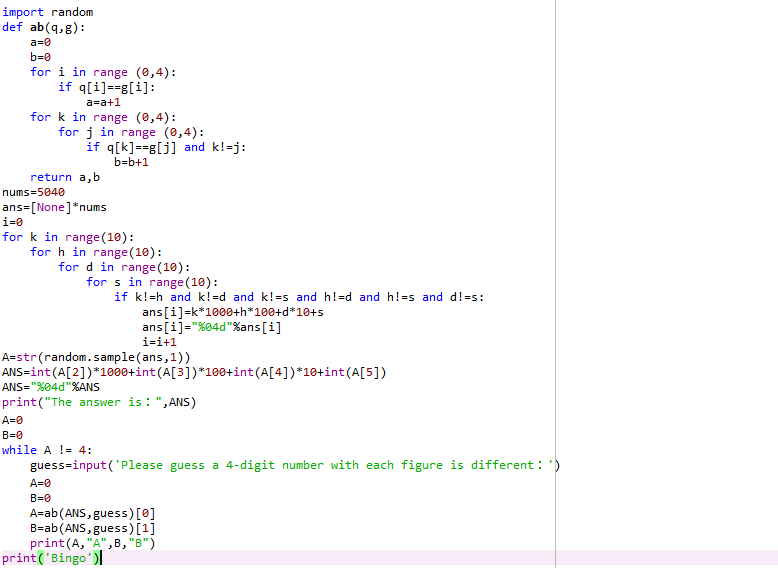 import random
def ab(q,g):
    a=0
    b=0
    for i in range (0,4):
        if q[i]==g[i]:
            a=a+1
    for k in range (0,4):
        for j in range (0,4):
            if q[k]==g[j] and k!=j:
                b=b+1
    return a,b
nums=5040
ans=[None]*nums
i=0
for k in range(10):
    for h in range(10):
        for d in range(10):
            for s in range(10):
                if k!=h and k!=d and k!=s and h!=d and h!=s and d!=s:
                    ans[i]=k*1000+h*100+d*10+s
                    ans[i]="%04d"%ans[i]
                    i=i+1
A=str(random.sample(ans,1))
ANS=int(A[2])*1000+int(A[3])*100+int(A[4])*10+int(A[5])
ANS="%04d"%ANS
print("The answer is：",ANS)
A=0
B=0
while A != 4:
    guess=input('Please guess a 4-digit number with each figure is different：')
    A=0
    B=0
    A=ab(ANS,guess)[0]
    B=ab(ANS,guess)[1]
    print(A,"A",B,"B")
print('Bingo')